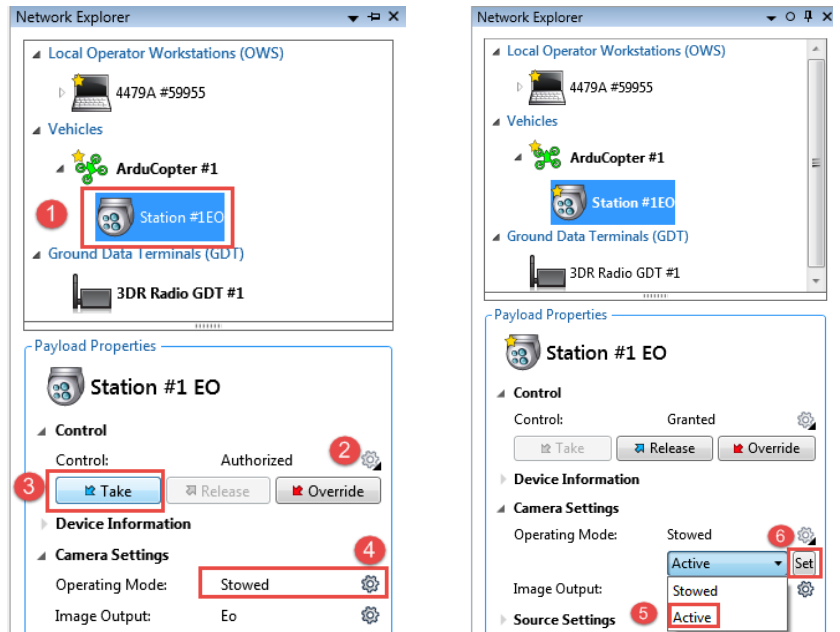 Network Explorer
Local Operator Workstations (OWS)
4479A #59955
Vehicles
ArduCopter #1
1
Station #1EO
Ground Data Terminals (GDT)
3DR Radio GDT #1
Payload Properties
Station #1 EO
Control
2
Control: Authorized
3
Take Release Override
Device Information
Camera Settings
4
Operating Mode: Stowed
Image Output: Eo
Network Explorer
Local Operator Workstations (OWS)
4479A #59955
Vehicles
ArduCopter #1
Station #1EO
Ground Data Terminals (GDT)
3DR Radio GDT #1
Payload Properties
Station #1 EO
Control
Control: Granted
Take Release Override
Device Information
Camera Settings
Operating Mode: Stowed
6
Active Set
Image Output:
Stowed
Source Settings
5
Active